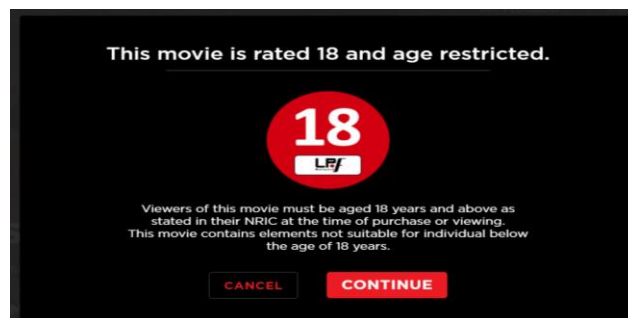 This movie is rated 18 and age restricted.
18
LPF
Viewers of this movie must be aged 18 years and above as
stated in their NRIC at the time of purchase or viewing.
This movie contains elements not suitable for individual below
the age of 18 years.
CANCEL
CONTINUE